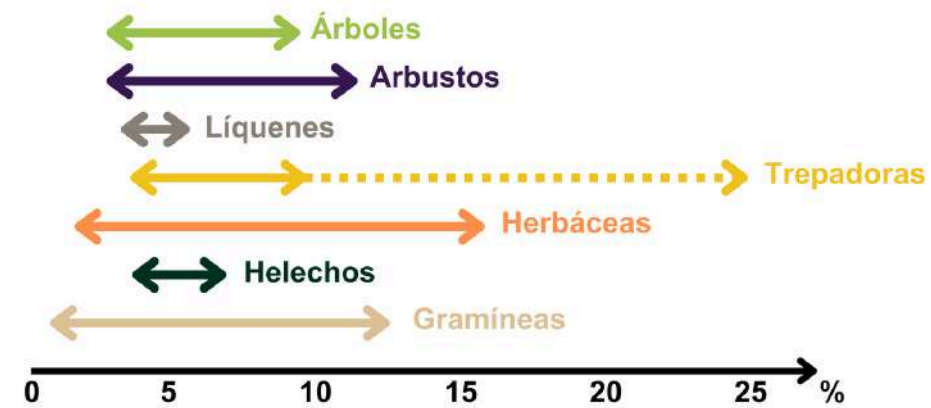 Árboles
Arbustos
Líquenes
Trepadoras
Herbáceas
Helechos
Gramíneas
0 5 10 15 20 25 %